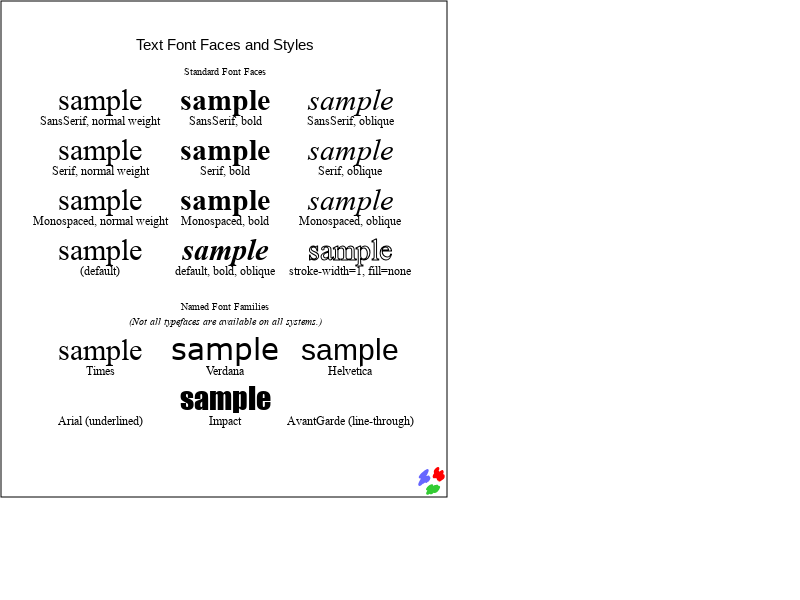 Text Font Faces and Styles
Standard Font Faces
sample sample sample
SansSerif, normal weight SansSerif, bold SansSerif, oblique
sample sample sample
Serif, normal weight Serif, bold Serif, oblique
sample sample sample
Monospaced, normal weight Monospaced, bold Monospaced, oblique
sample sample sample
(default) default, bold, oblique stroke-width=1, fill=none
Named Font Families
(Not all typefaces are available on all systems.)
sample sample sample
Times Verdana Helvetica
sample
Arial (underlined) Impact AvantGarde (line-through)